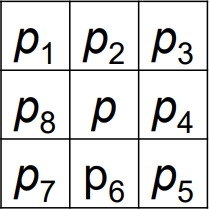 p₁ p₂ p₃
p₈ p p₄
p₇ p₆ p₅